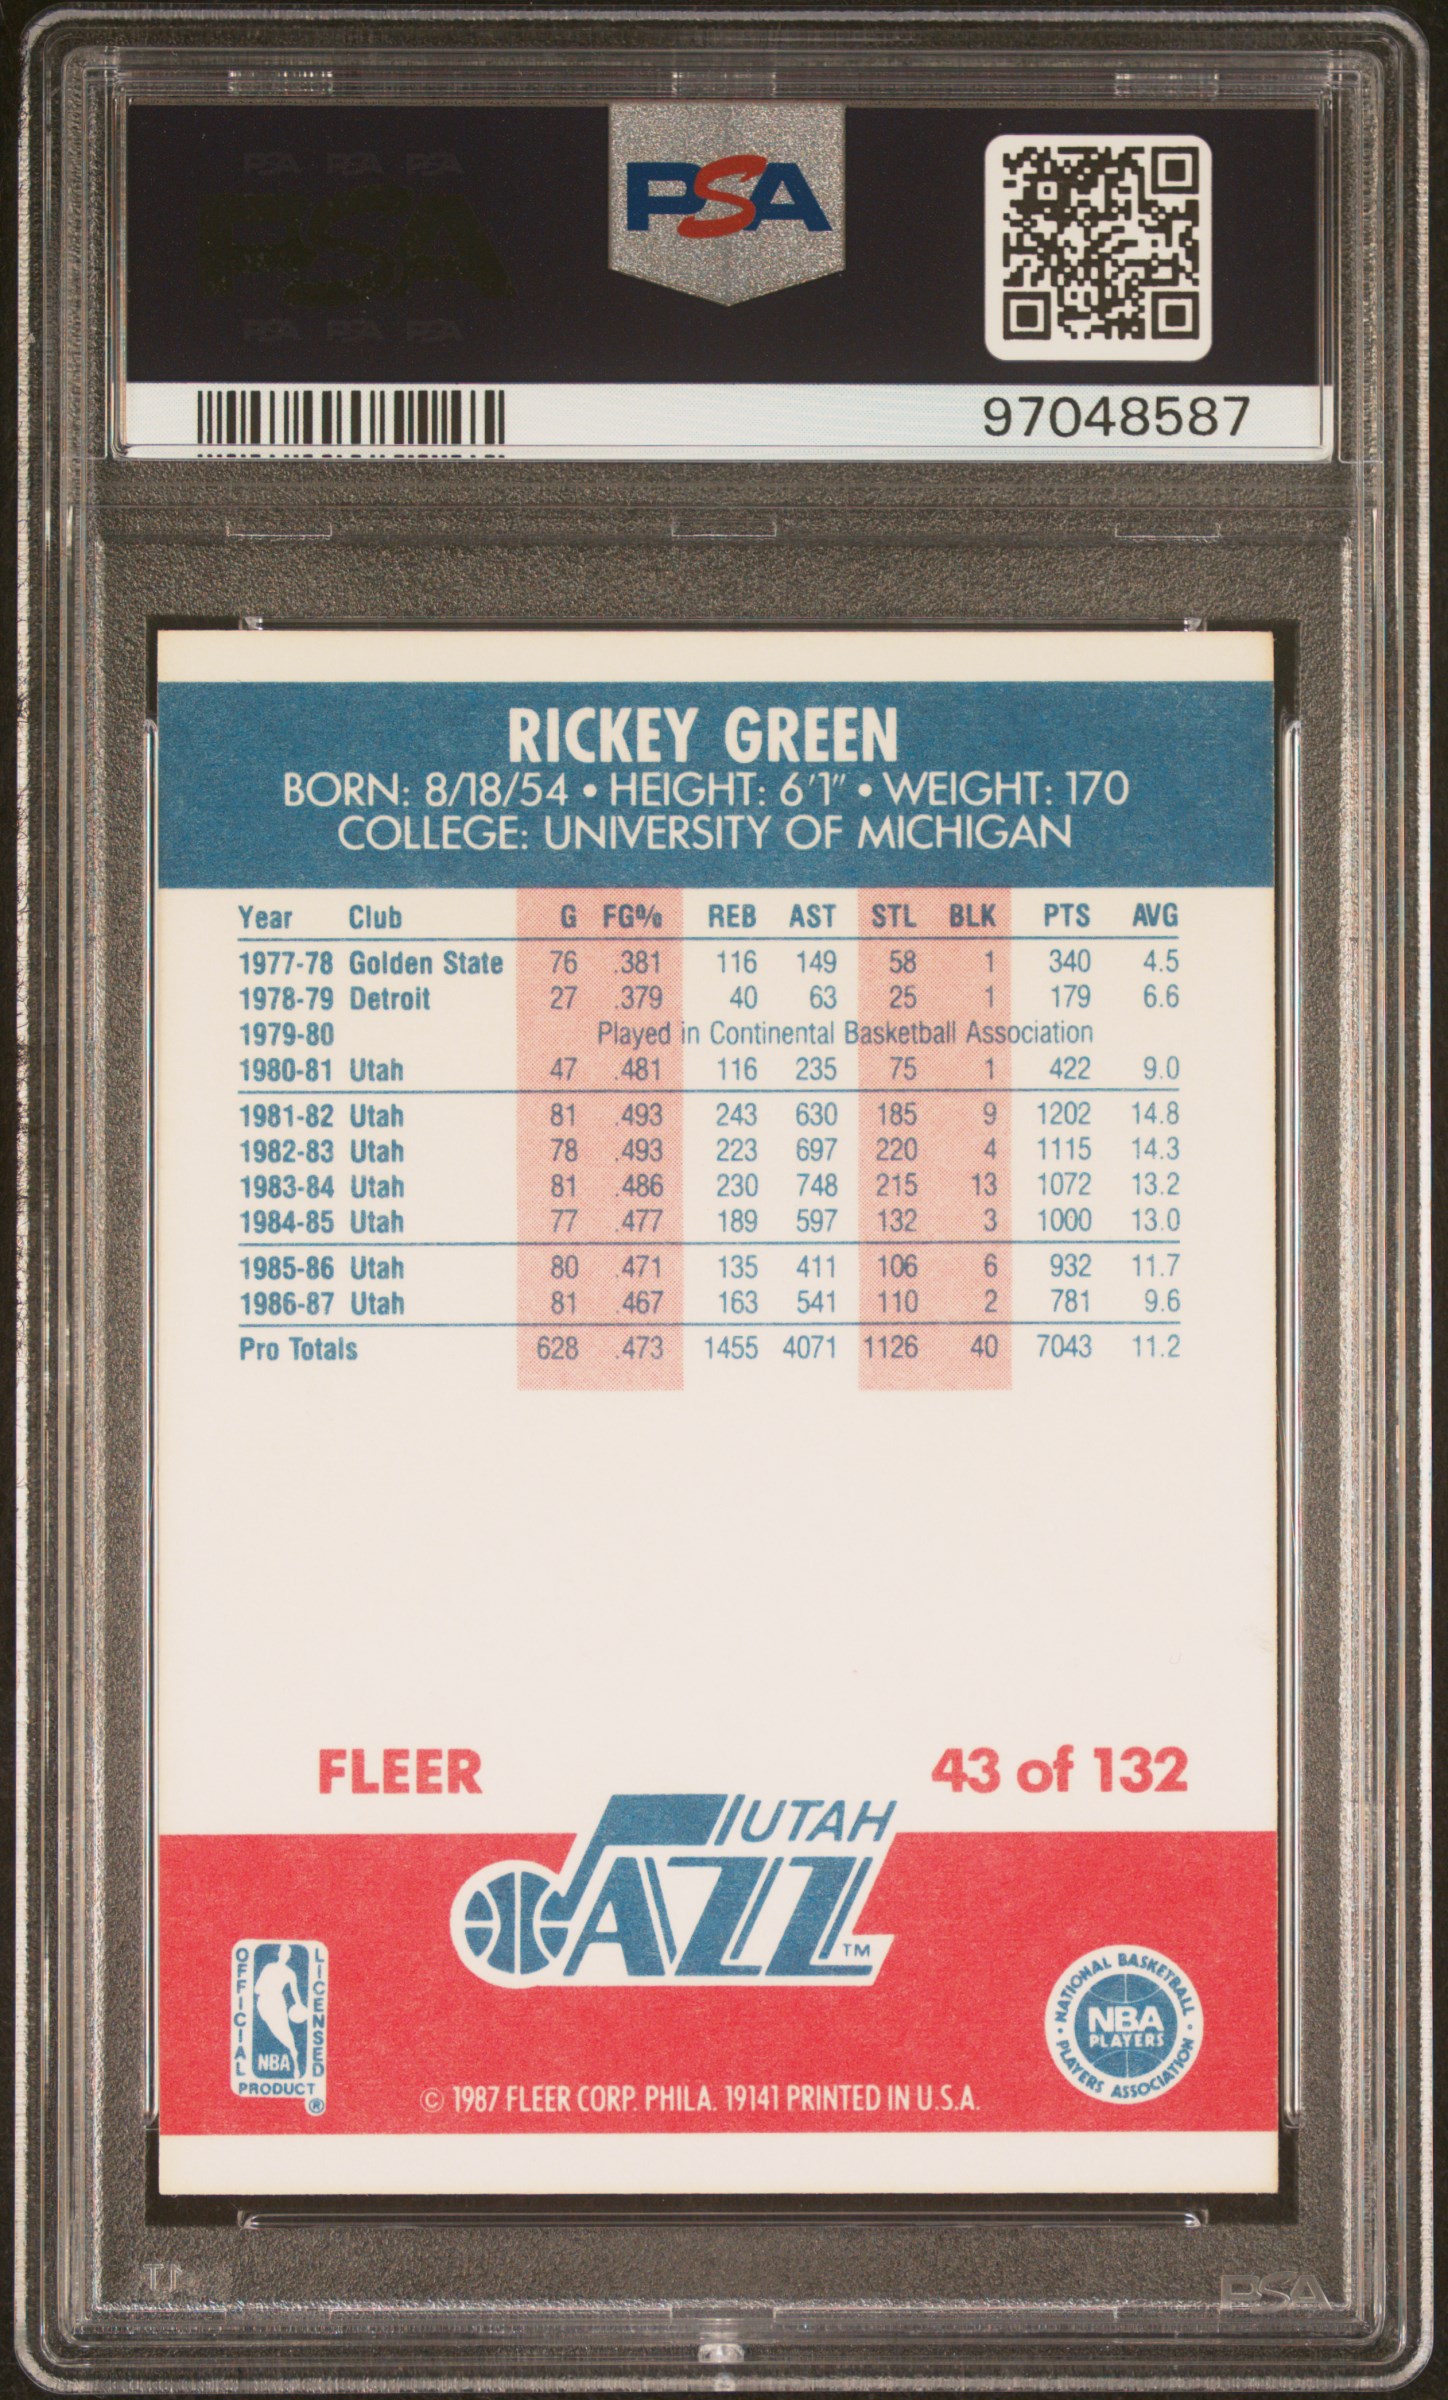 PSA PSA PSA
PSA
PSA PSA PSA
PSA
97048587
RICKEY GREEN
BORN: 8/18/54 • HEIGHT: 6'1" • WEIGHT: 170
COLLEGE: UNIVERSITY OF MICHIGAN
Year Club G FG% REB AST STL BLK PTS AVG
1977-78 Golden State 76 .381 116 149 58 1 340 4.5
1978-79 Detroit 27 .379 40 63 25 1 179 6.6
1979-80 Played in Continental Basketball Association
1980-81 Utah 47 .481 116 235 75 1 422 9.0
1981-82 Utah 81 .493 243 630 185 9 1202 14.8
1982-83 Utah 78 .493 223 697 220 4 1115 14.3
1983-84 Utah 81 .486 230 748 215 13 1072 13.2
1984-85 Utah 77 .477 189 597 132 3 1000 13.0
1985-86 Utah 80 .471 135 411 106 6 932 11.7
1986-87 Utah 81 .467 163 541 110 2 781 9.6
Pro Totals 628 .473 1455 4071 1126 40 7043 11.2
FLEER
43 of 132
UTAH
JAZZ TM
OFFICIAL LICENSED
NBA
PRODUCT ®
NATIONAL BASKETBALL
NBA
PLAYERS
PLAYERS ASSOCIATION
© 1987 FLEER CORP. PHILA. 19141 PRINTED IN U.S.A.
PSA